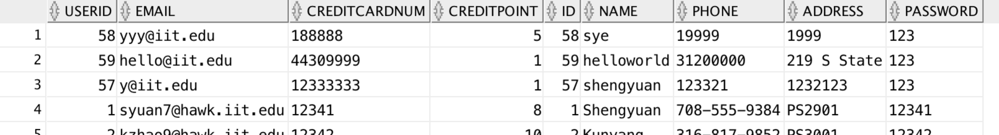 USERID EMAIL CREDITCARDNUM CREDITPOINT ID NAME PHONE ADDRESS PASSWORD
1 58 yyy@iit.edu 188888 5 58 sye 19999 1999 123
2 59 hello@iit.edu 44309999 1 59 helloworld 31200000 219 S State 123
3 57 y@iit.edu 12333333 1 57 shengyuan 123321 1232123 123
4 1 syuan7@hawk.iit.edu 12341 8 1 Shengyuan 708-555-9384 PS2901 12341
5 2 kzhao9@hawk.iit.edu 12342 10 2 Kunyang 316-817-9852 PS3001 12342